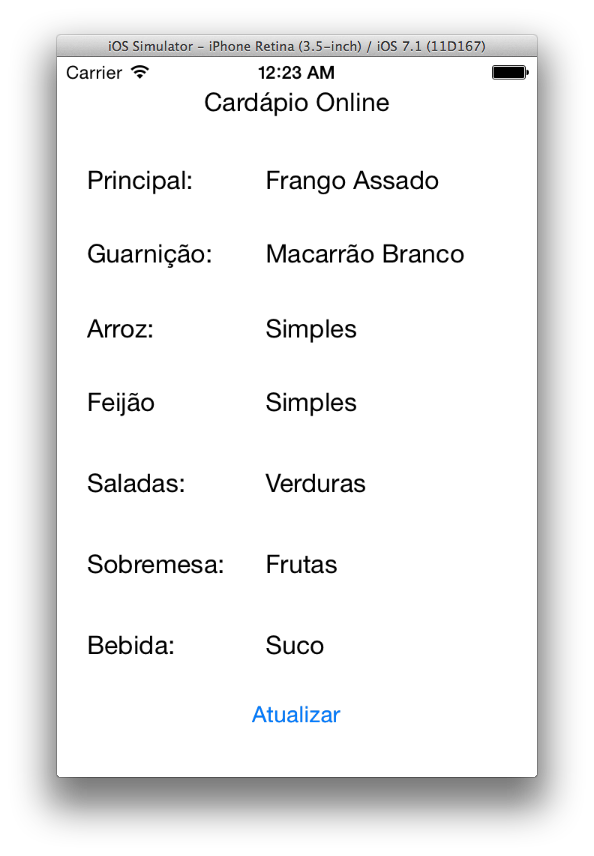 iOS Simulator - iPhone Retina (3.5-inch) / iOS 7.1 (11D167)
Carrier 12:23 AM
Cardápio Online
Principal: Frango Assado
Guarnição: Macarrão Branco
Arroz: Simples
Feijão Simples
Saladas: Verduras
Sobremesa: Frutas
Bebida: Suco
Atualizar